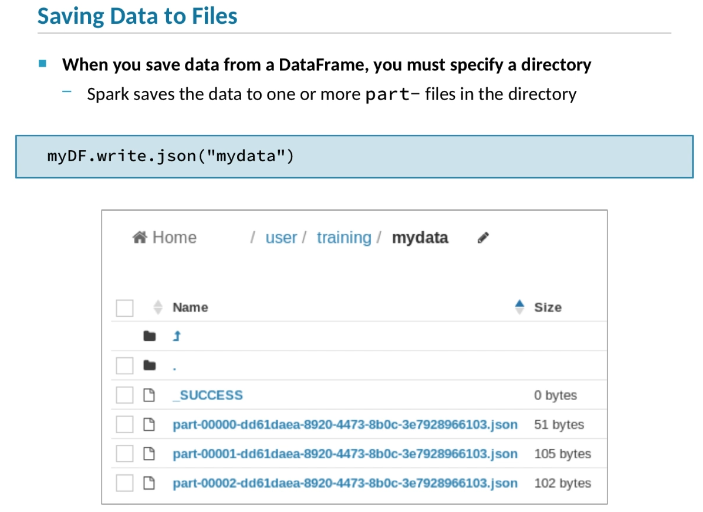 Saving Data to Files
When you save data from a DataFrame, you must specify a directory
– Spark saves the data to one or more part- files in the directory
myDF.write.json("mydata")
Home / user / training / mydata
Name Size
.
_SUCCESS 0 bytes
part-00000-dd61daea-8920-4473-8b0c-3e7928966103.json 51 bytes
part-00001-dd61daea-8920-4473-8b0c-3e7928966103.json 105 bytes
part-00002-dd61daea-8920-4473-8b0c-3e7928966103.json 102 bytes